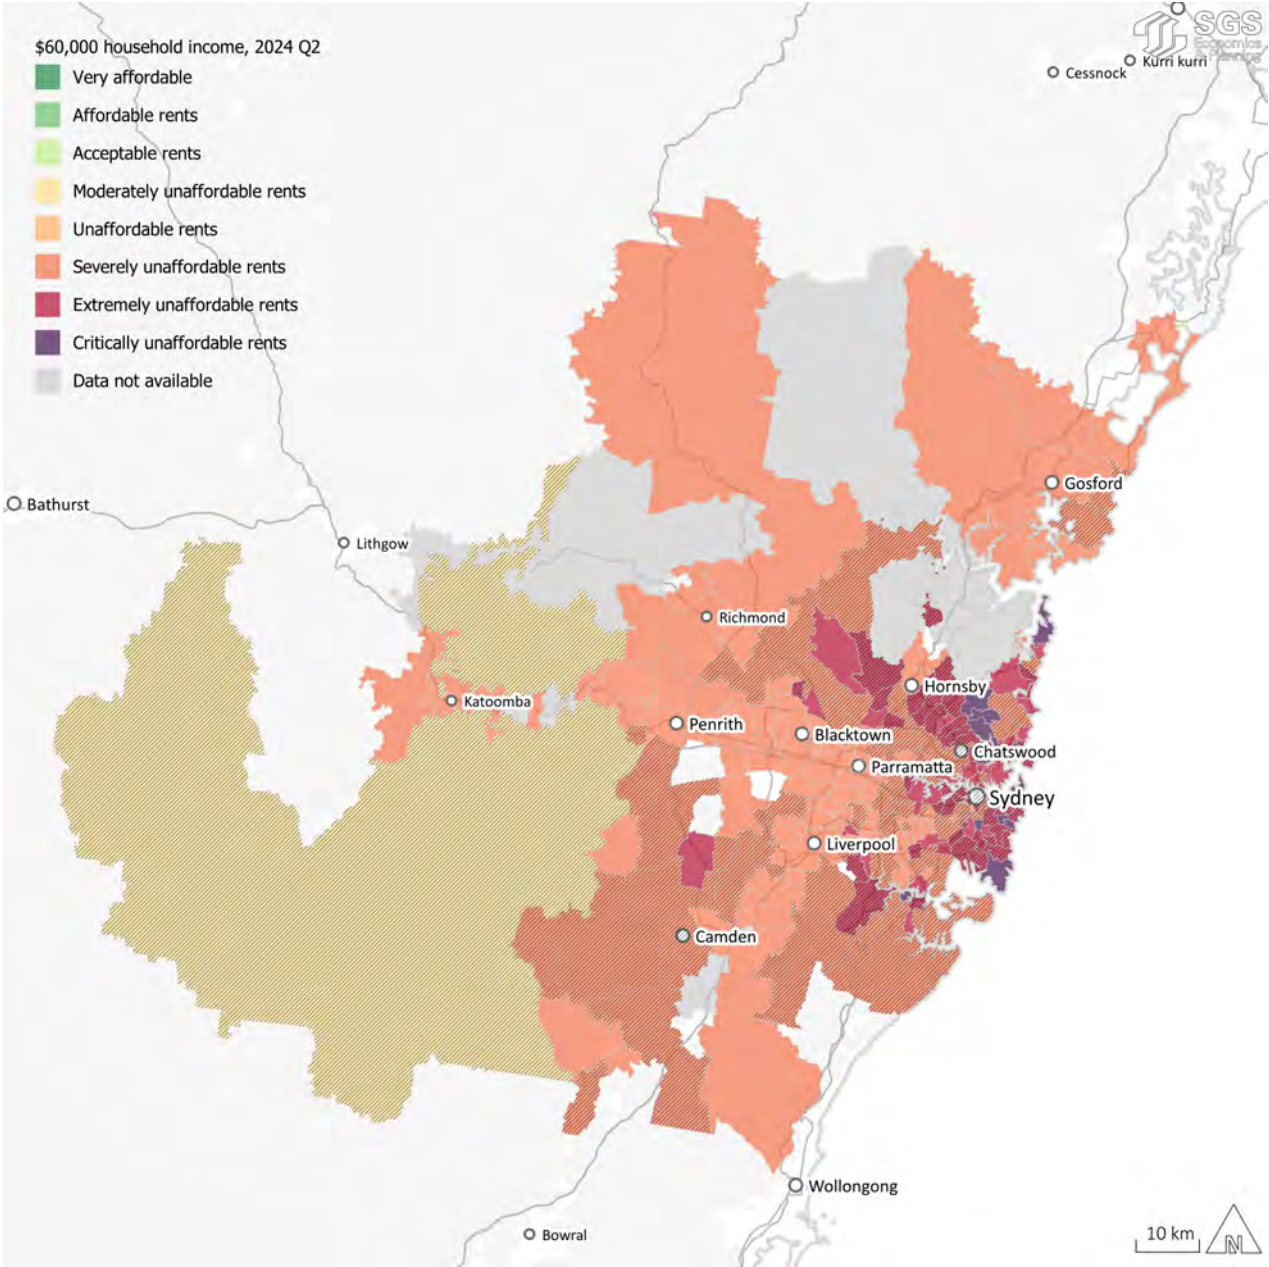 $60,000 household income, 2024 Q2
Very affordable
Affordable rents
Acceptable rents
Moderately unaffordable rents
Unaffordable rents
Severely unaffordable rents
Extremely unaffordable rents
Critically unaffordable rents
Data not available
SGS
Economics
& Planning
Kurri kurri
Cessnock
Gosford
Bathurst
Lithgow
Richmond
Hornsby
Katoomba
Penrith
Blacktown
Chatswood
Parramatta
Sydney
Liverpool
Camden
Wollongong
Bowral
10 km
N